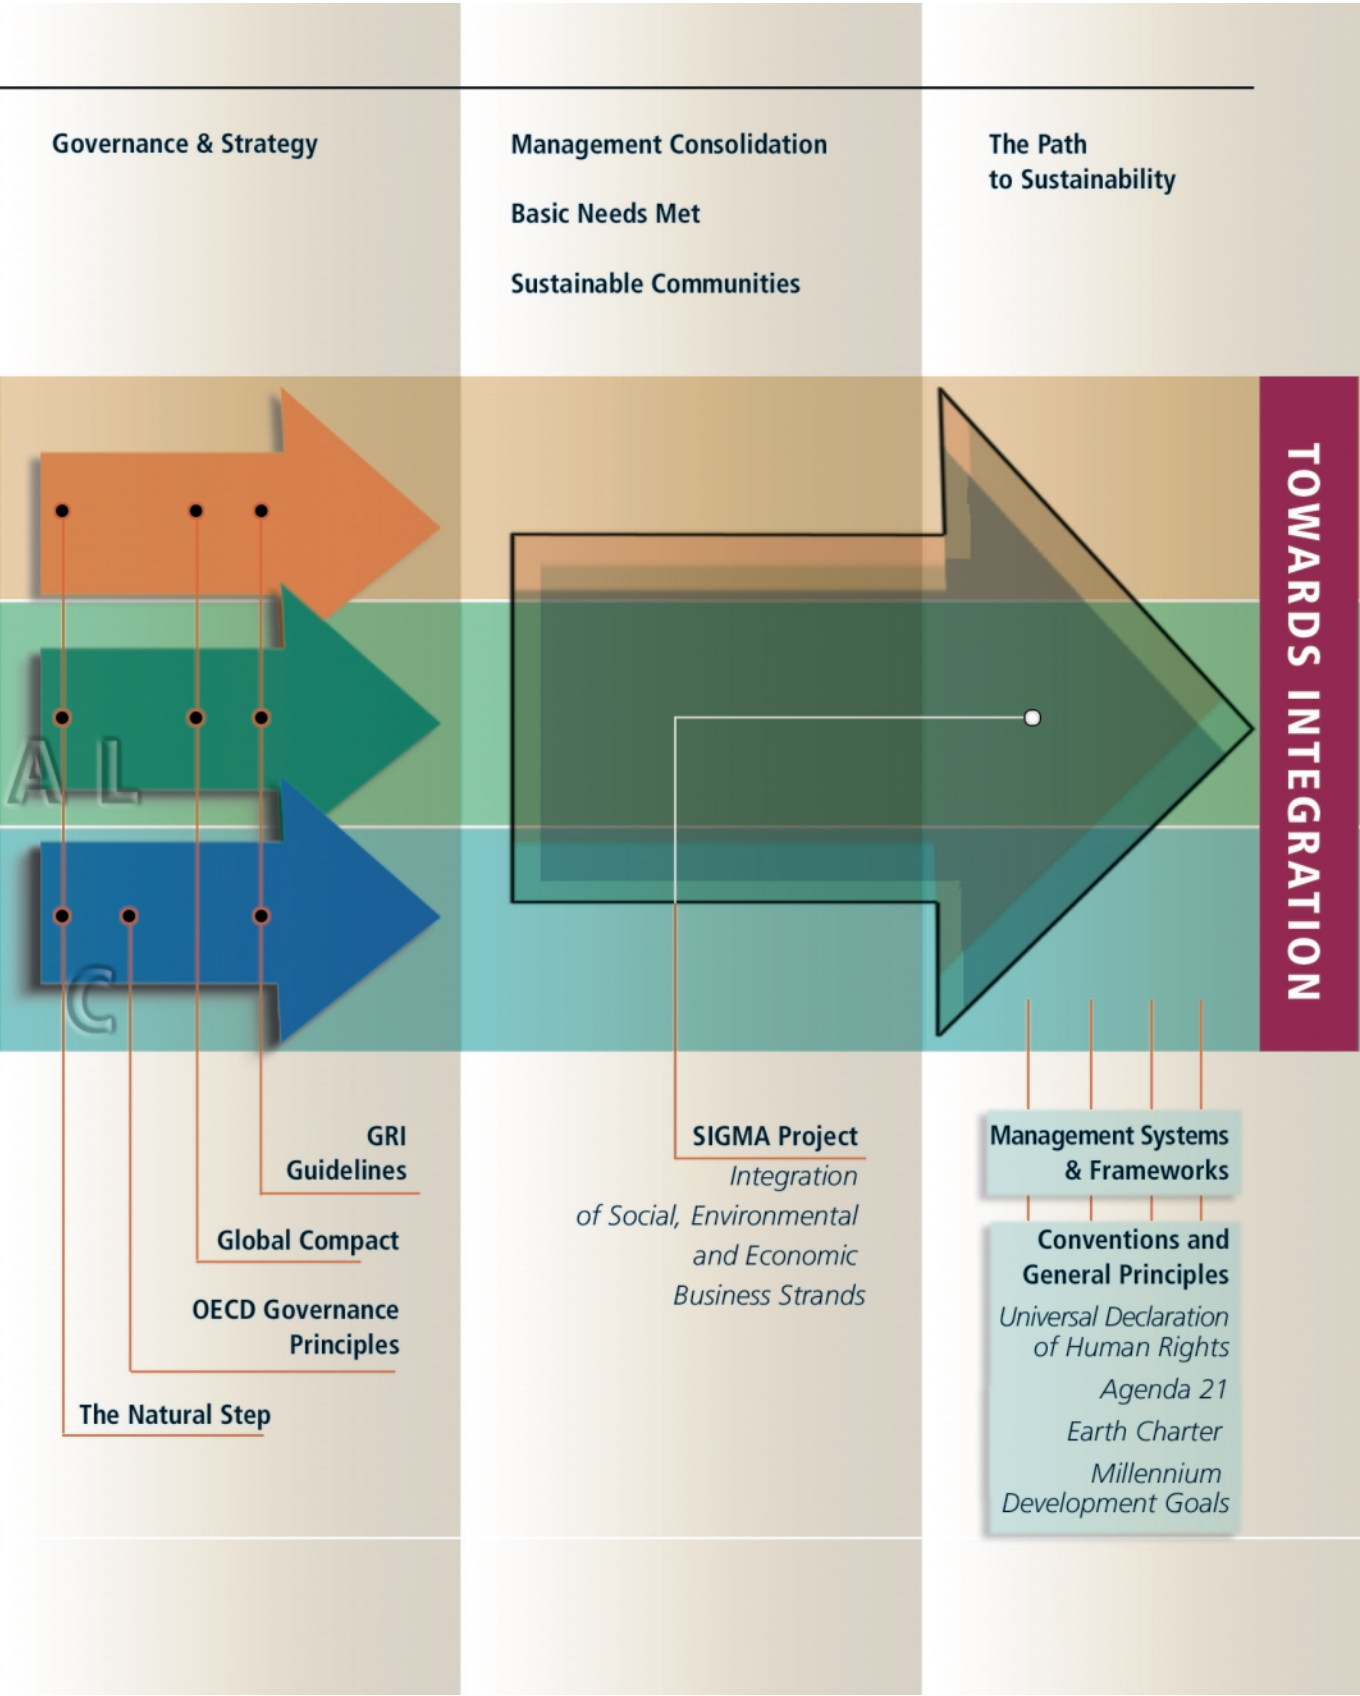 Governance & Strategy
Management Consolidation
Basic Needs Met
Sustainable Communities
The Path
to Sustainability
TOWARDS INTEGRATION
A L
C
GRI
Guidelines
Global Compact
OECD Governance
Principles
The Natural Step
SIGMA Project
Integration
of Social, Environmental
and Economic
Business Strands
Management Systems
& Frameworks
Conventions and
General Principles
Universal Declaration
of Human Rights
Agenda 21
Earth Charter
Millennium
Development Goals